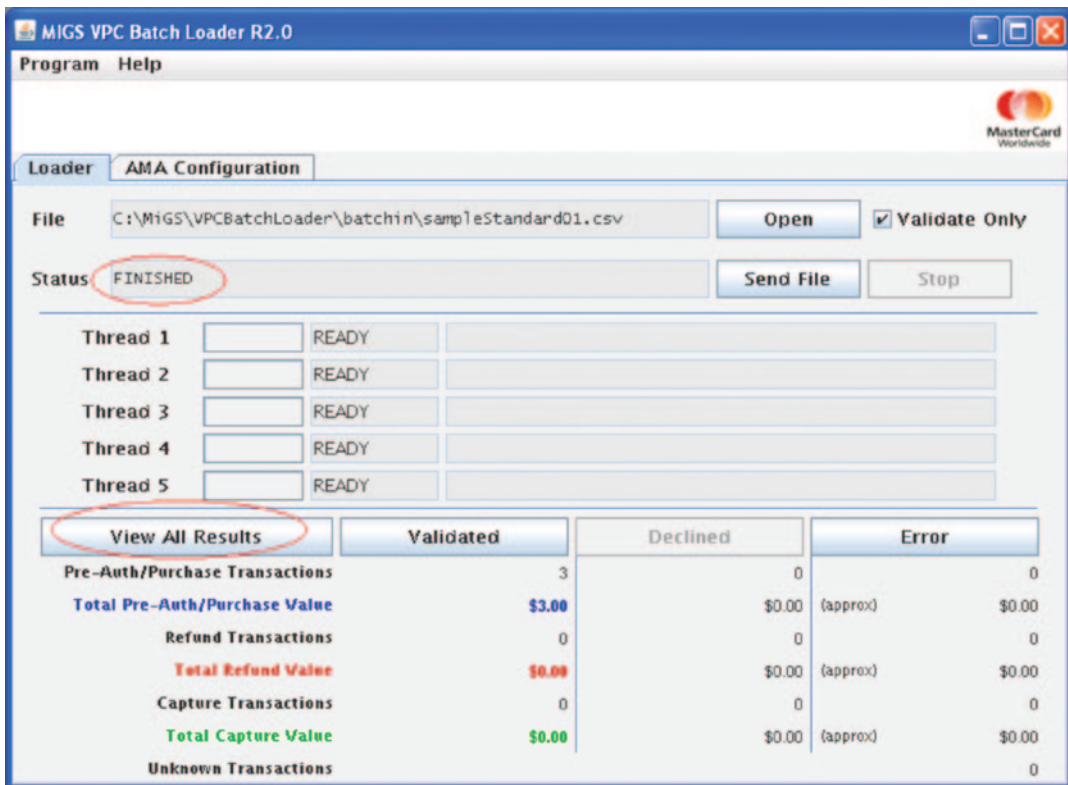 MIGS VPC Batch Loader R2.0
Program Help
MasterCard
Worldwide
Loader AMA Configuration
File C:\MiGS\VPCBatchLoader\batchin\sampleStandard01.csv Open Validate Only
Status FINISHED Send File Stop
Thread 1 READY
Thread 2 READY
Thread 3 READY
Thread 4 READY
Thread 5 READY
View All Results Validated Declined Error
Pre-Auth/Purchase Transactions 3 0 0
Total Pre-Auth/Purchase Value $3.00 $0.00 (approx) $0.00
Refund Transactions 0 0 0
Total Refund Value $0.00 $0.00 (approx) $0.00
Capture Transactions 0 0 0
Total Capture Value $0.00 $0.00 (approx) $0.00
Unknown Transactions 0